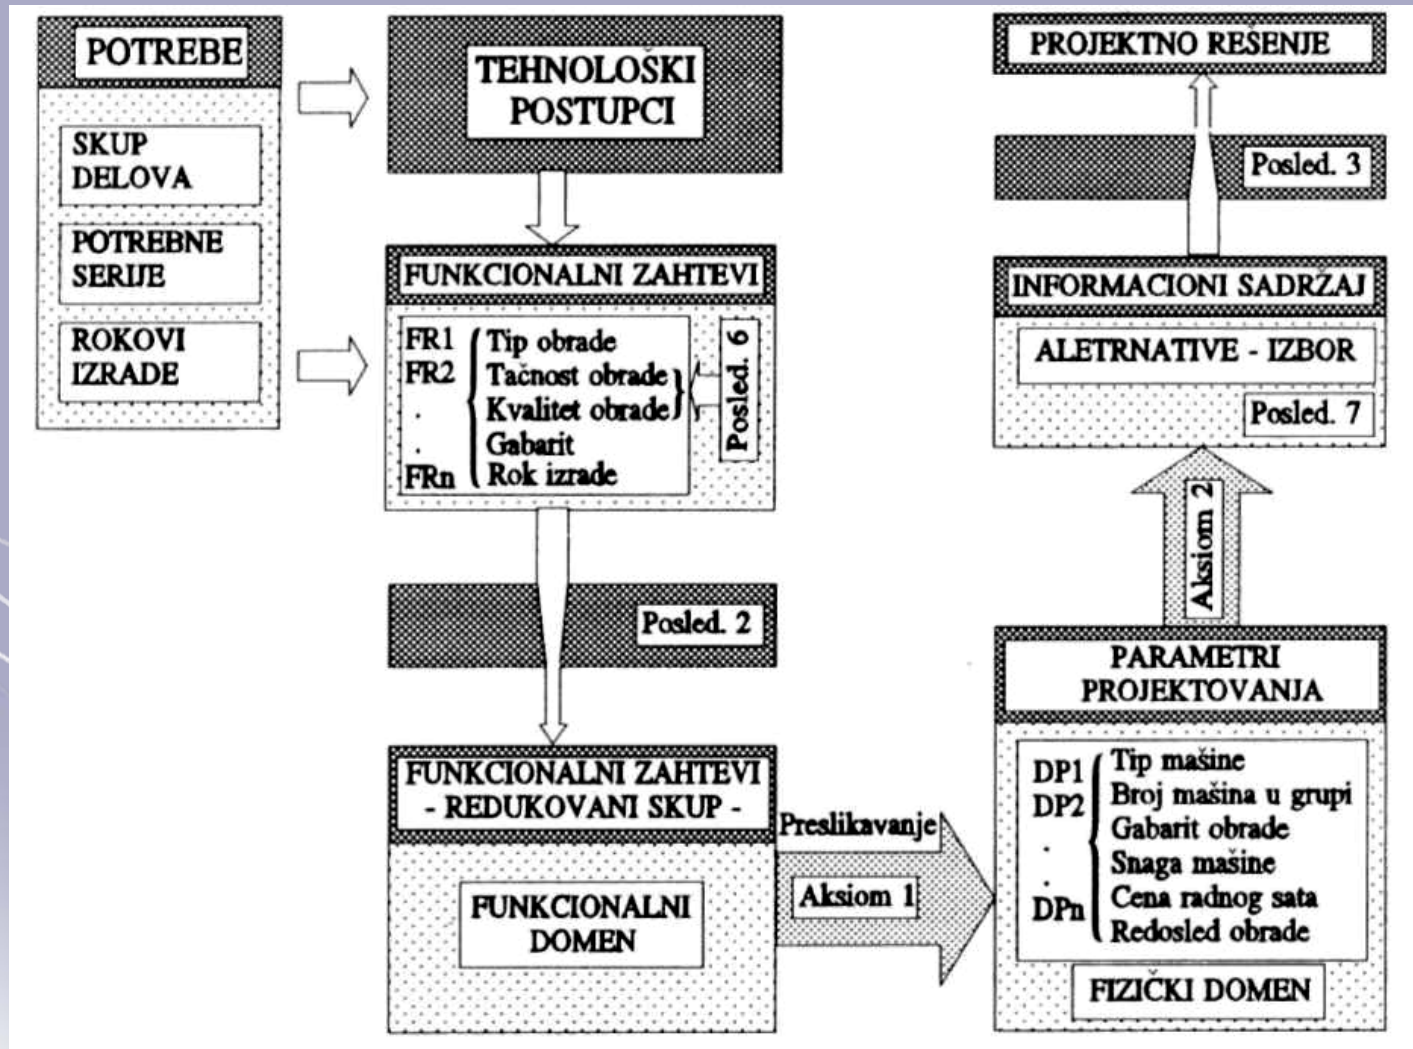 POTREBE
SKUP
DELOVA
POTREBNE
SERIJE
ROKOVI
IZRADE
TEHNOLOŠKI
POSTUPCI
FUNKCIONALNI ZAHTEVI
FR1 Tip obrade
FR2 Tačnost obrade
. Kvalitet obrade
. Gabarit
FRn Rok izrade
Posled. 6
Posled. 2
FUNKCIONALNI ZAHTEVI
- REDUKOVANI SKUP -
FUNKCIONALNI
DOMEN
Preslikavanje
Aksiom 1
PARAMETRI
PROJEKTOVANJA
DP1 Tip mašine
DP2 Broj mašina u grupi
. Gabarit obrade
. Snaga mašine
DPn Cena radnog sata
Redosled obrade
FIZIČKI DOMEN
Aksiom 2
INFORMACIONI SADRŽAJ
ALETRNATIVE - IZBOR
Posled. 7
Posled. 3
PROJEKTNO REŠENJE